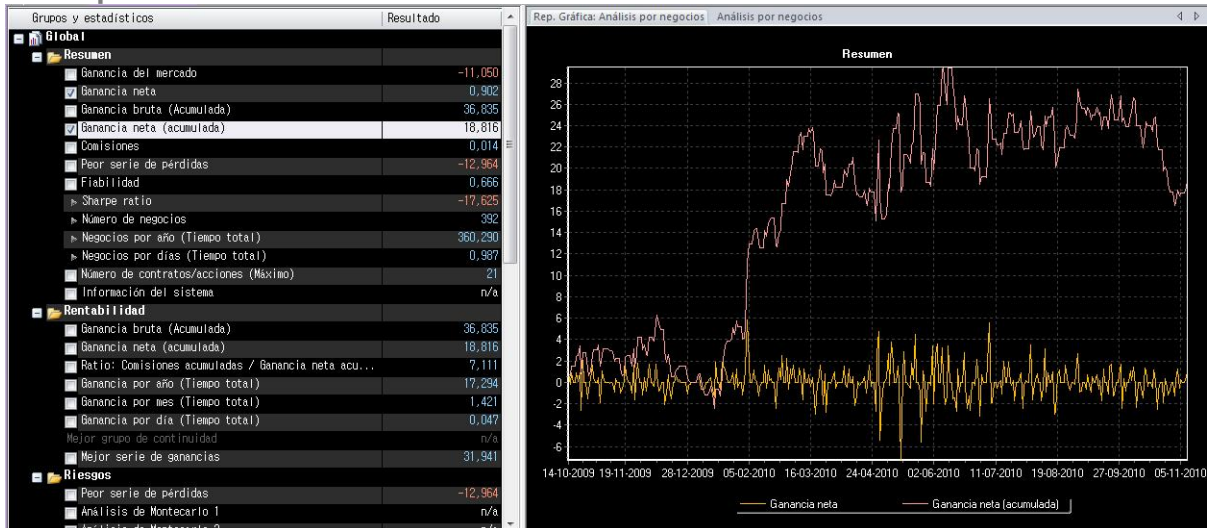 Grupos y estadísticos Resultado
Global
Resumen
Ganancia del mercado -11,050
Ganancia neta 0,902
Ganancia bruta (Acumulada) 36,835
Ganancia neta (acumulada) 18,816
Comisiones 0,014
Peor serie de pérdidas -12,964
Fiabilidad 0,666
Sharpe ratio -17,625
Número de negocios 392
Negocios por año (Tiempo total) 360,290
Negocios por días (Tiempo total) 0,987
Número de contratos/acciones (Máximo) 21
Información del sistema n/a
Rentabilidad
Ganancia bruta (Acumulada) 36,835
Ganancia neta (acumulada) 18,816
Ratio: Comisiones acumuladas / Ganancia neta acu... 7,111
Ganancia por año (Tiempo total) 17,294
Ganancia por mes (Tiempo total) 1,421
Ganancia por día (Tiempo total) 0,047
Mejor grupo de continuidad n/a
Mejor serie de ganancias 31,941
Riesgos
Peor serie de pérdidas -12,964
Análisis de Montecarlo 1 n/a
Rep. Gráfica: Análisis por negocios Análisis por negocios
Resumen
28
26
24
22
20
18
16
14
12
10
8
6
4
2
0
-2
-4
-6
14-10-2009 19-11-2009 28-12-2009 05-02-2010 16-03-2010 24-04-2010 02-06-2010 11-07-2010 19-08-2010 27-09-2010 05-11-2010
Ganancia neta Ganancia neta (acumulada)